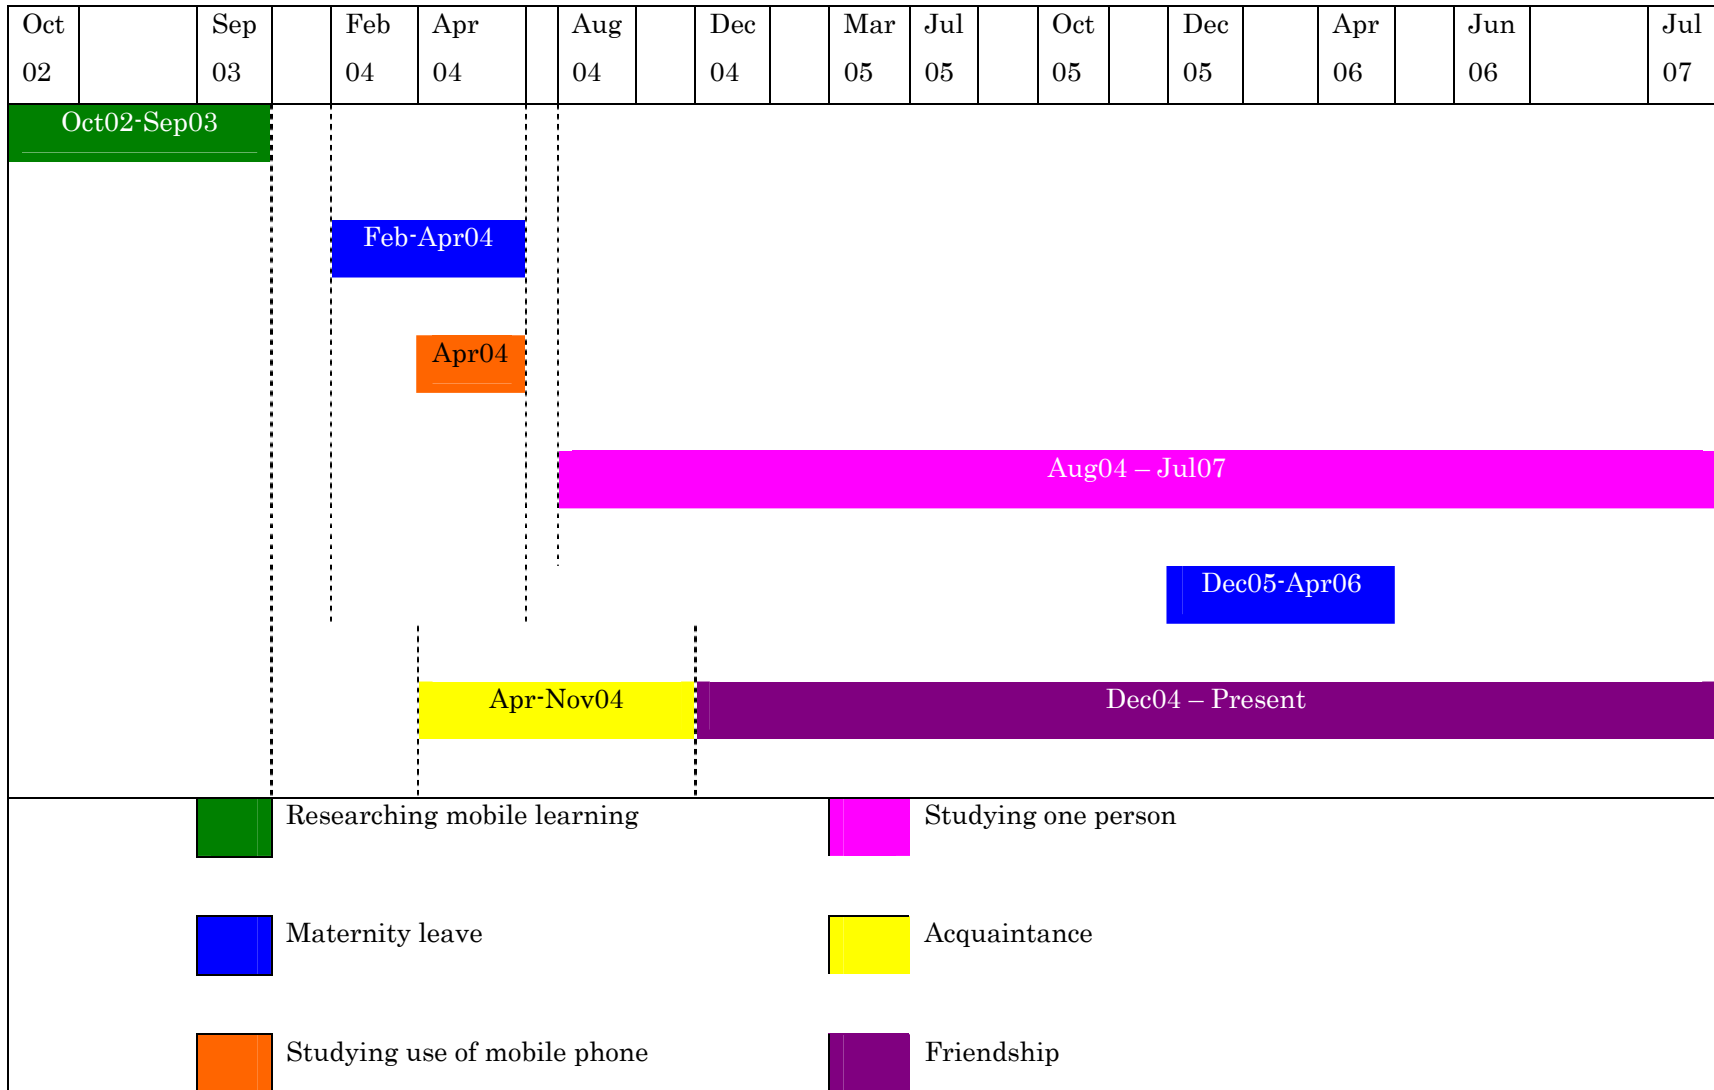 Oct Sep Feb Apr Aug Dec Mar Jul Oct Dec Apr Jun Jul
02 03 04 04 04 04 05 05 05 05 06 06 07
Oct02-Sep03
Feb-Apr04
Apr04
Aug04 – Jul07
Dec05-Apr06
Apr-Nov04 Dec04 – Present
Researching mobile learning Studying one person
Maternity leave Acquaintance
Studying use of mobile phone Friendship